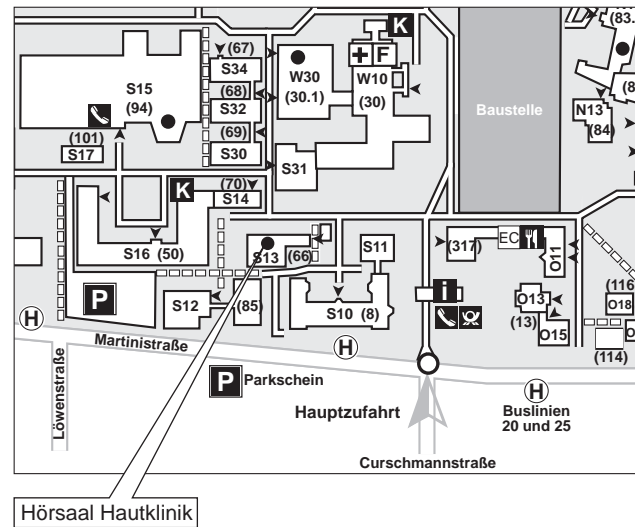 (67)
K
(83.
S34
S15
(94)
W30
(30.1)
F
W10
(30)
(68)
S32
Baustelle
(8
N13
(84)
(101)
S17
(69)
S30
S31
K
(70)
S14
S16 (50)
S13
(66)
S11
(317)
EC
O11
P
S12
(85)
S10 (8)
i
O13
(13)
O15
(116
O18
O
(114)
H
Martinistraße
H
P
Parkschein
Löwenstraße
Hauptzufahrt
H
Buslinien
20 und 25
Curschmannstraße
Hörsaal Hautklinik